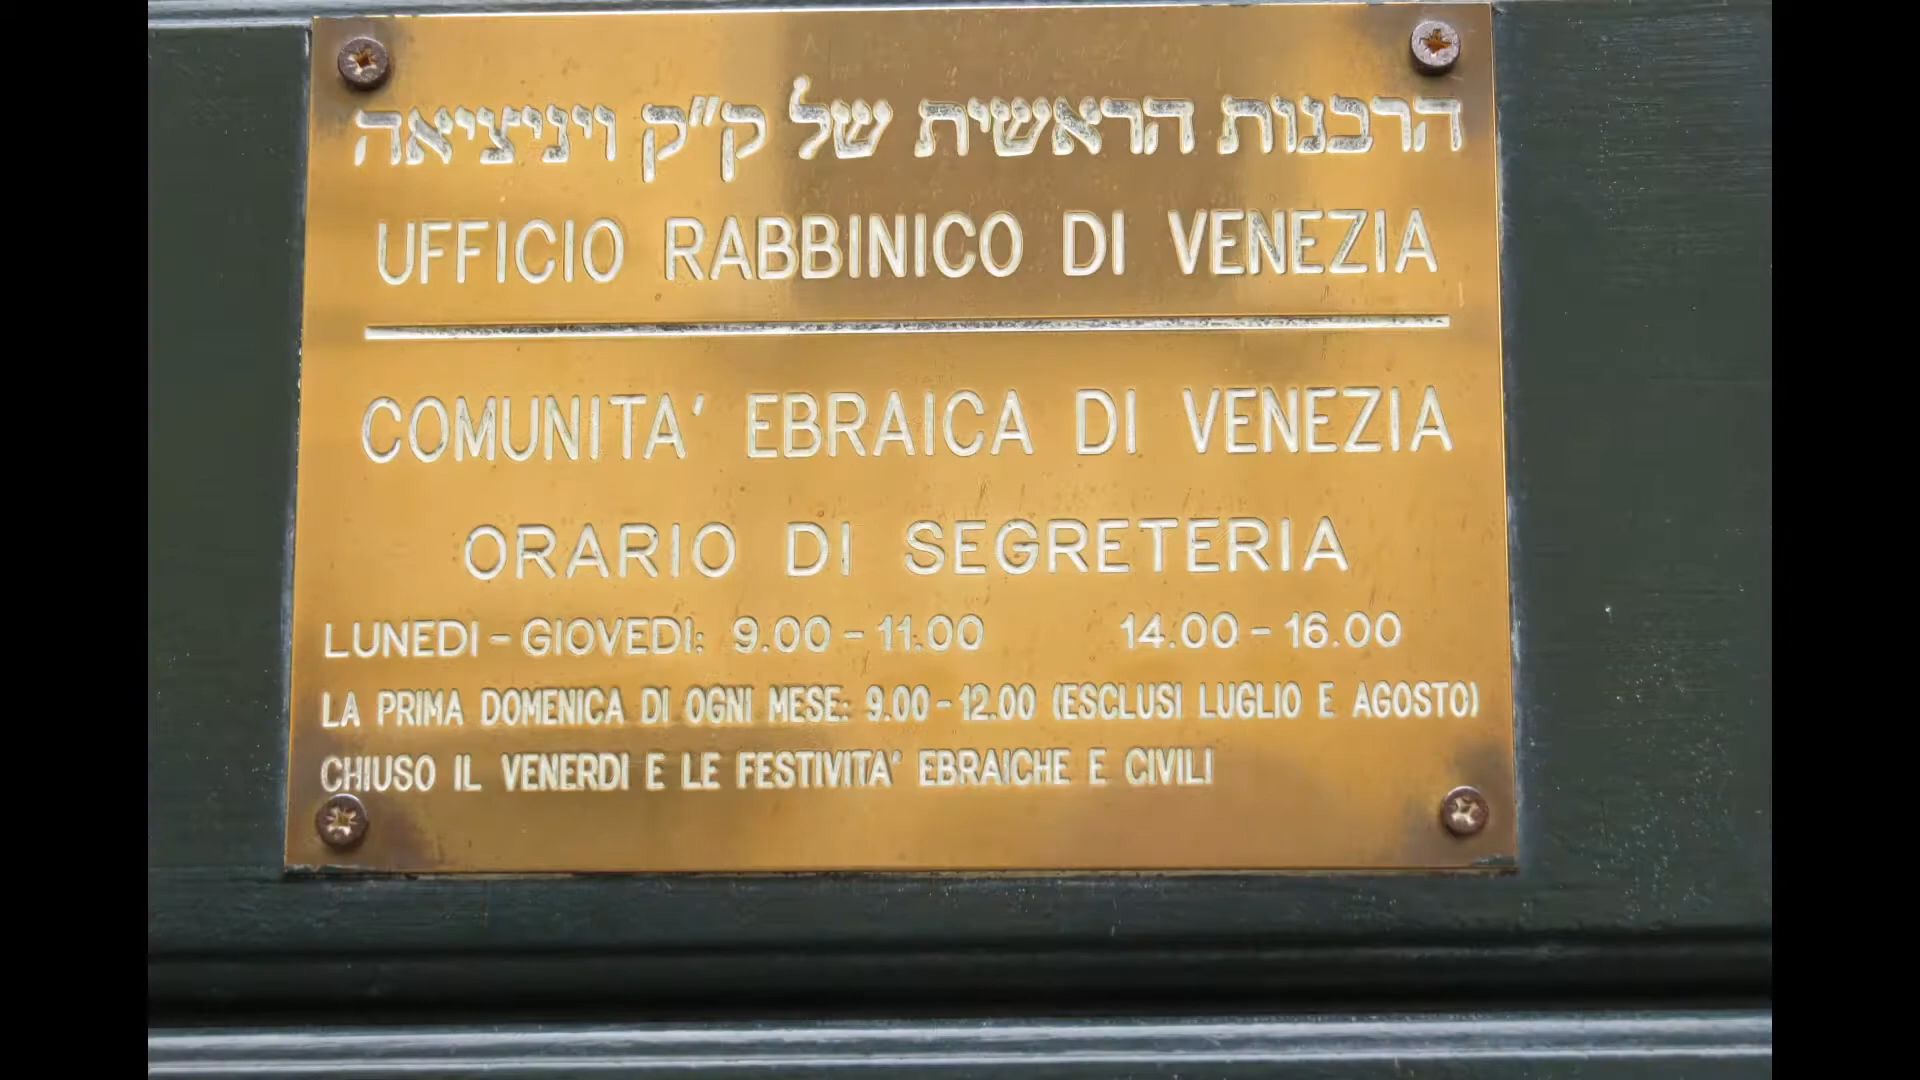 הרבנות הראשית של ק"ק ויניציאה
UFFICIO RABBINICO DI VENEZIA
COMUNITA' EBRAICA DI VENEZIA
ORARIO DI SEGRETERIA
LUNEDI - GIOVEDI: 9.00 - 11.00 14.00 - 16.00
LA PRIMA DOMENICA DI OGNI MESE: 9.00 - 12.00 (ESCLUSI LUGLIO E AGOSTO)
CHIUSO IL VENERDI E LE FESTIVITA' EBRAICHE E CIVILI